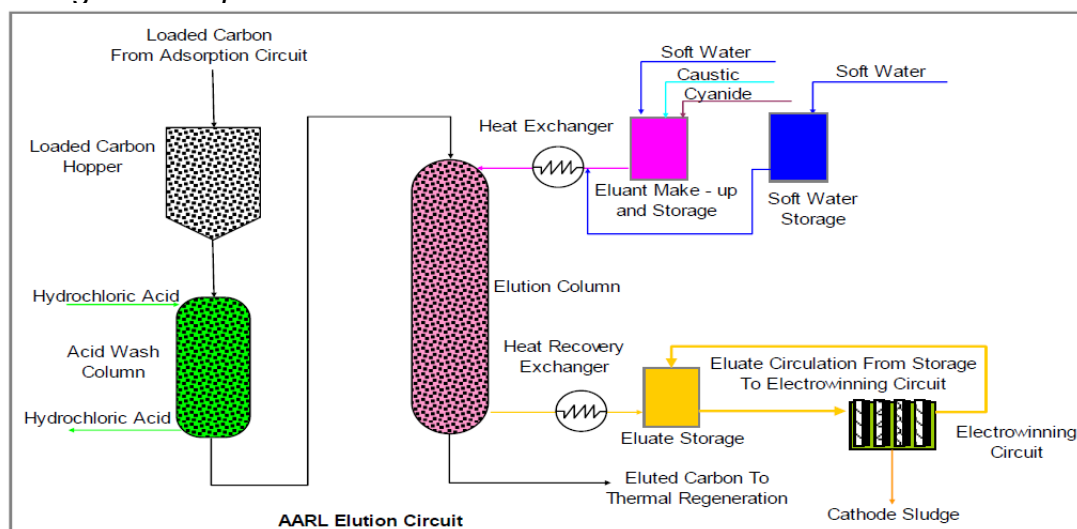 Loaded Carbon
From Adsorption Circuit
Loaded Carbon
Hopper
Hydrochloric Acid
Acid Wash
Column
Hydrochloric Acid
Soft Water
Caustic
Cyanide
Soft Water
Heat Exchanger
Eluant Make - up
and Storage
Soft Water
Storage
Elution Column
Heat Recovery
Exchanger
Eluate Circulation From Storage
To Electrowinning Circuit
Eluate Storage
Electrowinning
Circuit
Eluted Carbon To
Thermal Regeneration
Cathode Sludge
AARL Elution Circuit